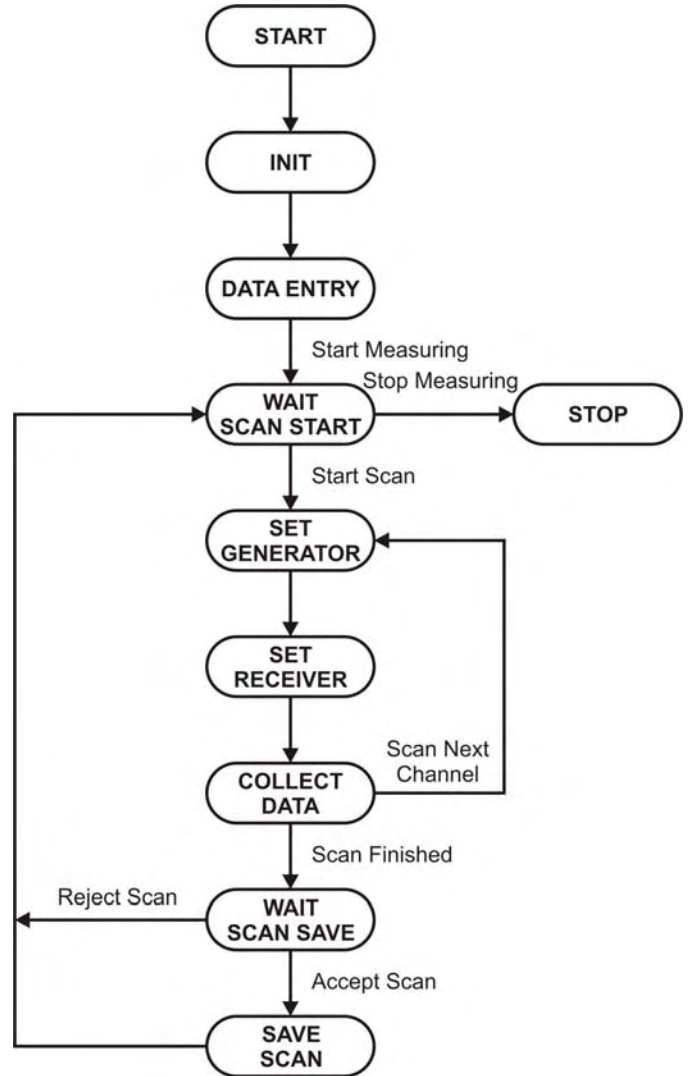 START
INIT
DATA ENTRY
Start Measuring
Stop Measuring
WAIT
SCAN START
STOP
Start Scan
SET
GENERATOR
SET
RECEIVER
Scan Next
Channel
COLLECT
DATA
Scan Finished
Reject Scan
WAIT
SCAN SAVE
Accept Scan
SAVE
SCAN